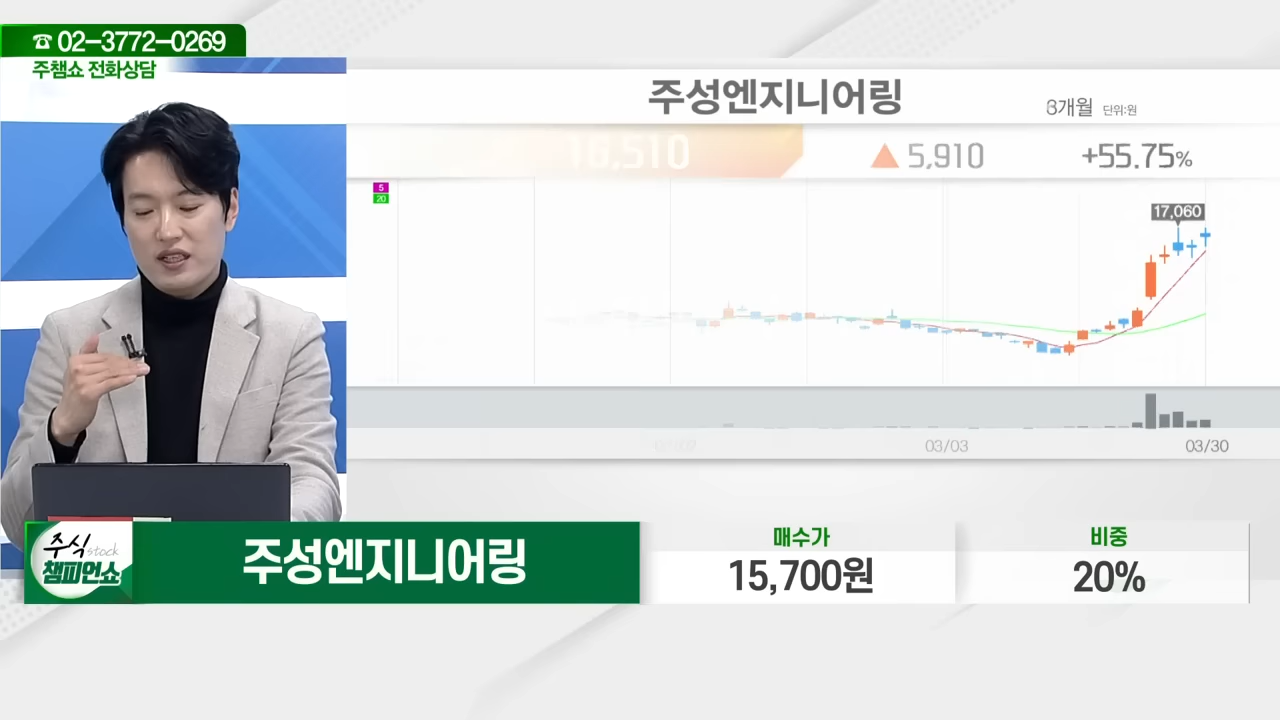 ☎ 02-3772-0269
주챔쇼 전화상담
주성엔지니어링
3개월 단위:원
16,510 ▲ 5,910 +55.75%
5
20
17,060
03/03 03/30
주식 stock
챔피언쇼
주성엔지니어링
매수가
15,700원
비중
20%